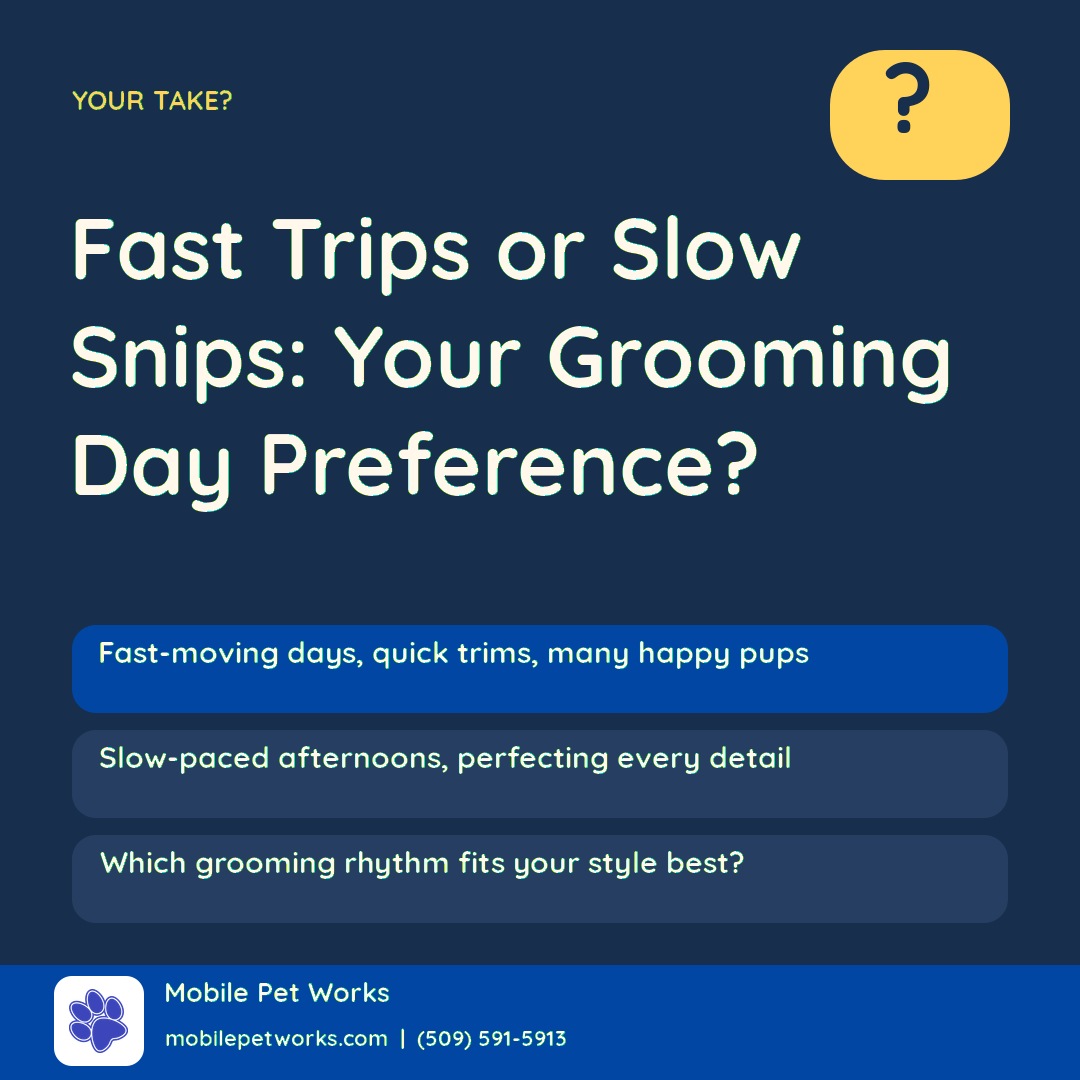 YOUR TAKE?
?
Fast Trips or Slow
Snips: Your Grooming
Day Preference?
Fast-moving days, quick trims, many happy pups
Slow-paced afternoons, perfecting every detail
Which grooming rhythm fits your style best?
Mobile Pet Works
mobilepetworks.com | (509) 591-5913